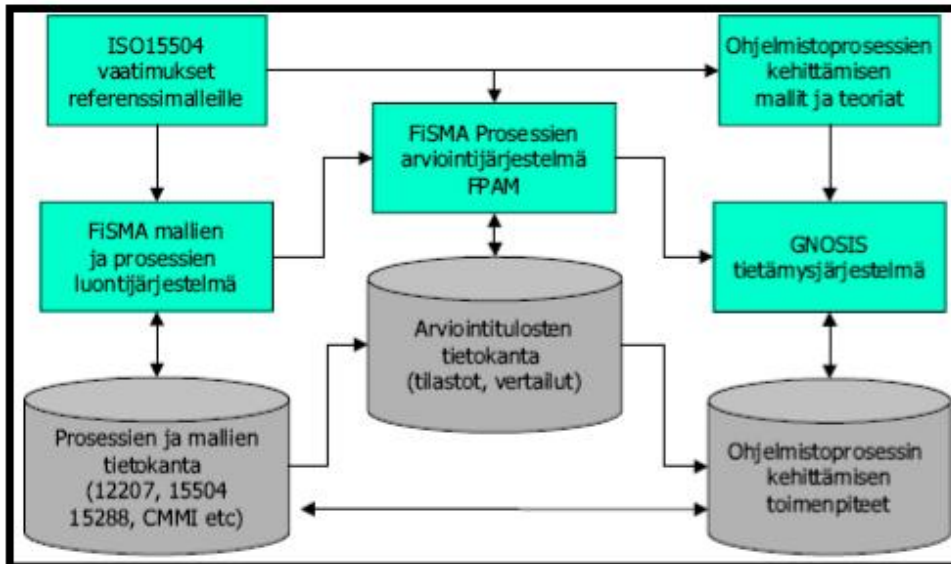 ISO15504
vaatimukset
referenssimalleille
Ohjelmistoprosessien
kehittämisen
mallit ja teoriat
FiSMA Prosessien
arviointijärjestelmä
FPAM
FiSMA mallien
ja prosessien
luontijärjestelmä
GNOSIS
tietämysjärjestelmä
Arviointitulosten
tietokanta
(tilastot, vertailut)
Prosessien ja mallien
tietokanta
(12207, 15504
15288, CMMI etc)
Ohjelmistoprosessin
kehittämisen
toimenpiteet